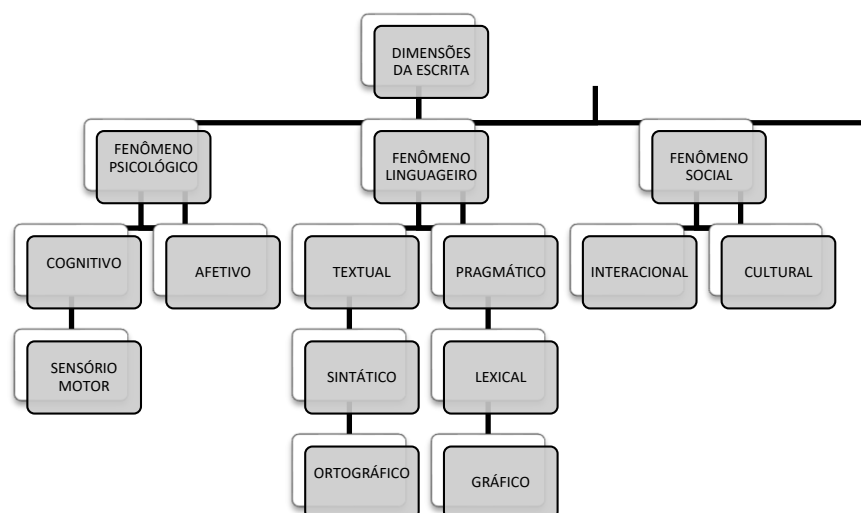 DIMENSÕES
DA ESCRITA
FENÔMENO
PSICOLÓGICO
FENÔMENO
LINGUAGEIRO
FENÔMENO
SOCIAL
COGNITIVO
AFETIVO
TEXTUAL
PRAGMÁTICO
INTERACIONAL
CULTURAL
SENSÓRIO
MOTOR
SINTÁTICO
LEXICAL
ORTOGRÁFICO
GRÁFICO